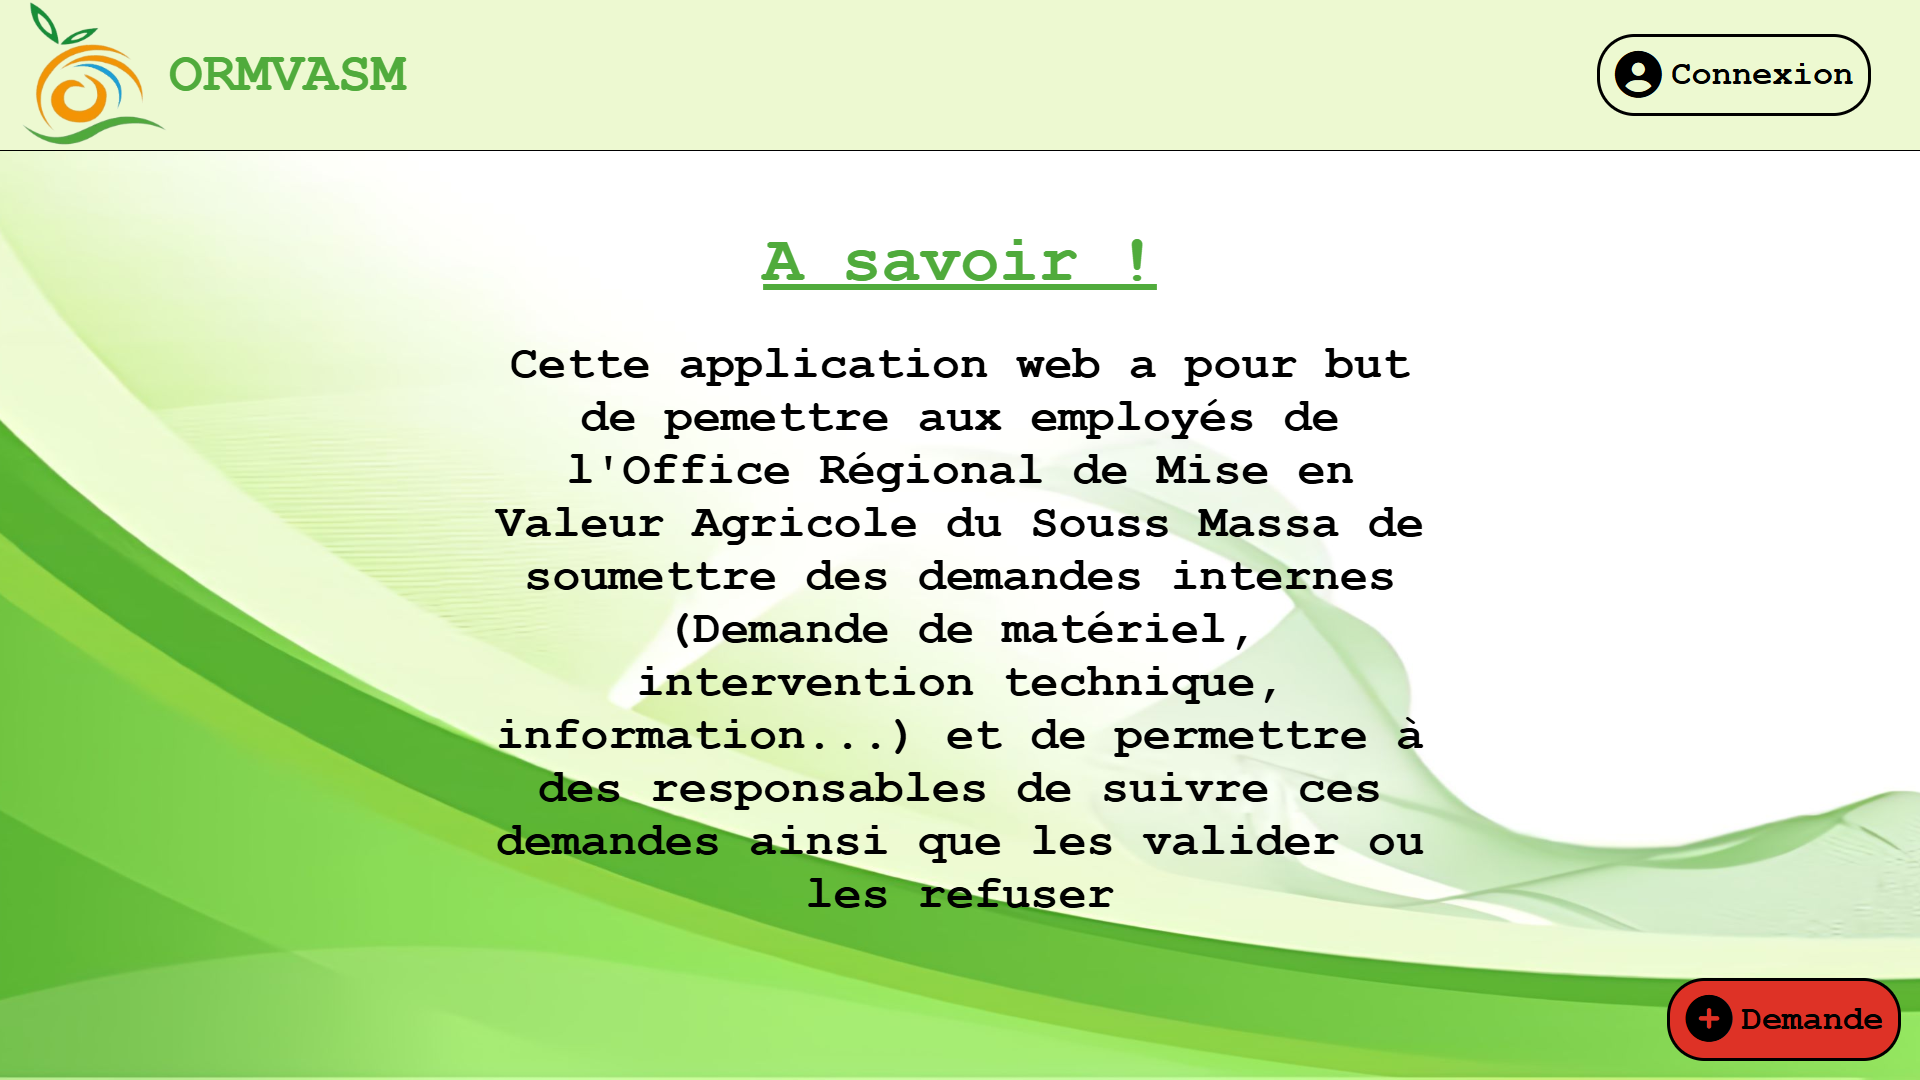 ORMVASM
Connexion
A savoir !
Cette application web a pour but
de pemettre aux employés de
l'Office Régional de Mise en
Valeur Agricole du Souss Massa de
soumettre des demandes internes
(Demande de matériel,
intervention technique,
information...) et de permettre à
des responsables de suivre ces
demandes ainsi que les valider ou
les refuser
Demande